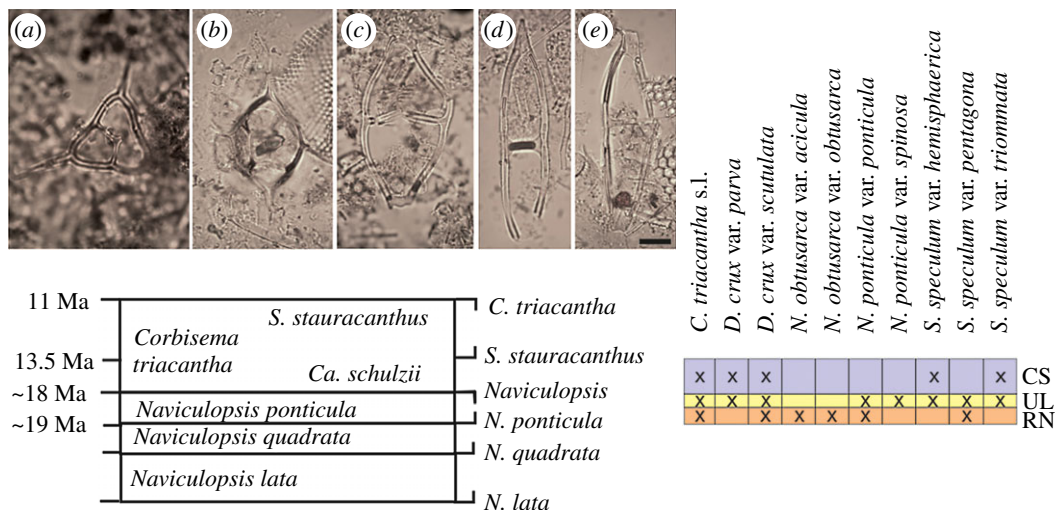 (a)
(b)
(c)
(d)
(e)
C. triacantha s.l.
D. crux var. parva
D. crux var. scutulata
N. obtusarca var. acicula
N. obtusarca var. obtusarca
N. ponticula var. ponticula
N. ponticula var. spinosa
S. speculum var. hemisphaerica
S. speculum var. pentagona
S. speculum var. triommata
x x x x x CS
x x x x x x x x UL
x x x x x x RN
11 Ma
13.5 Ma
~18 Ma
~19 Ma
S. stauracanthus
Corbisema
triacantha
Ca. schulzii
Naviculopsis ponticula
Naviculopsis quadrata
Naviculopsis lata
C. triacantha
S. stauracanthus
Naviculopsis
N. ponticula
N. quadrata
N. lata